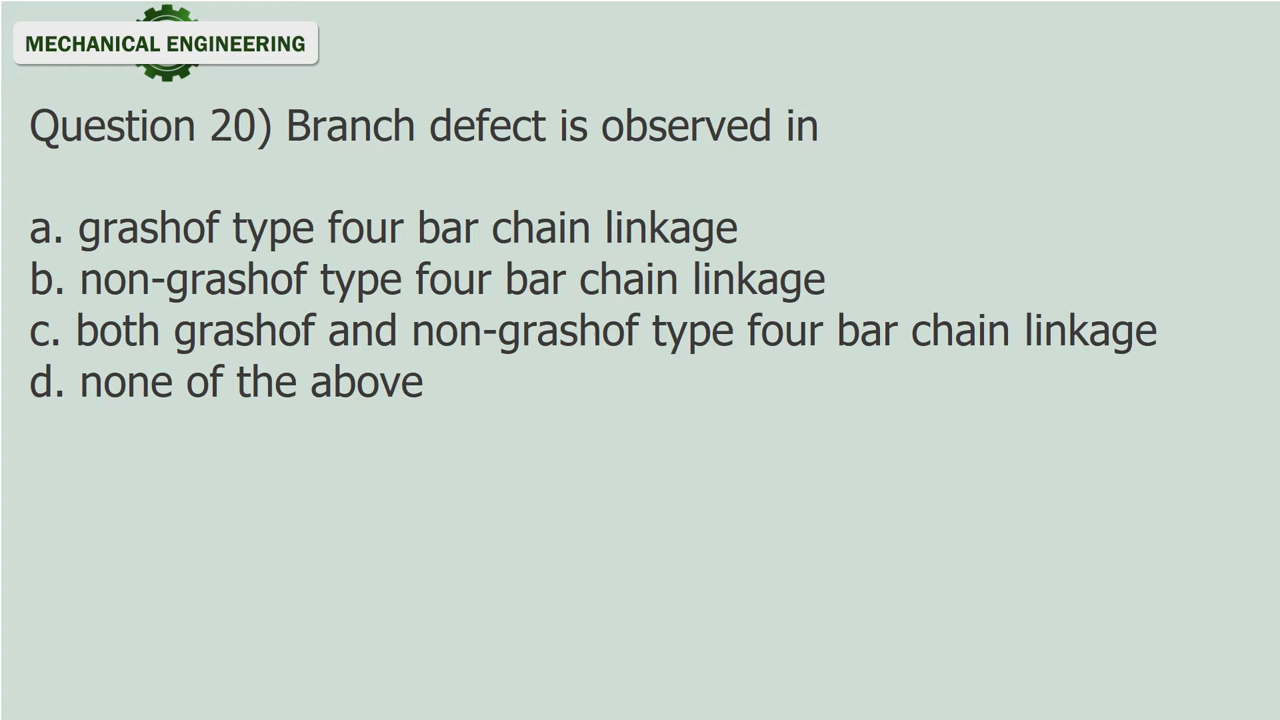 MECHANICAL ENGINEERING
Question 20) Branch defect is observed in
a. grashof type four bar chain linkage
b. non-grashof type four bar chain linkage
c. both grashof and non-grashof type four bar chain linkage
d. none of the above